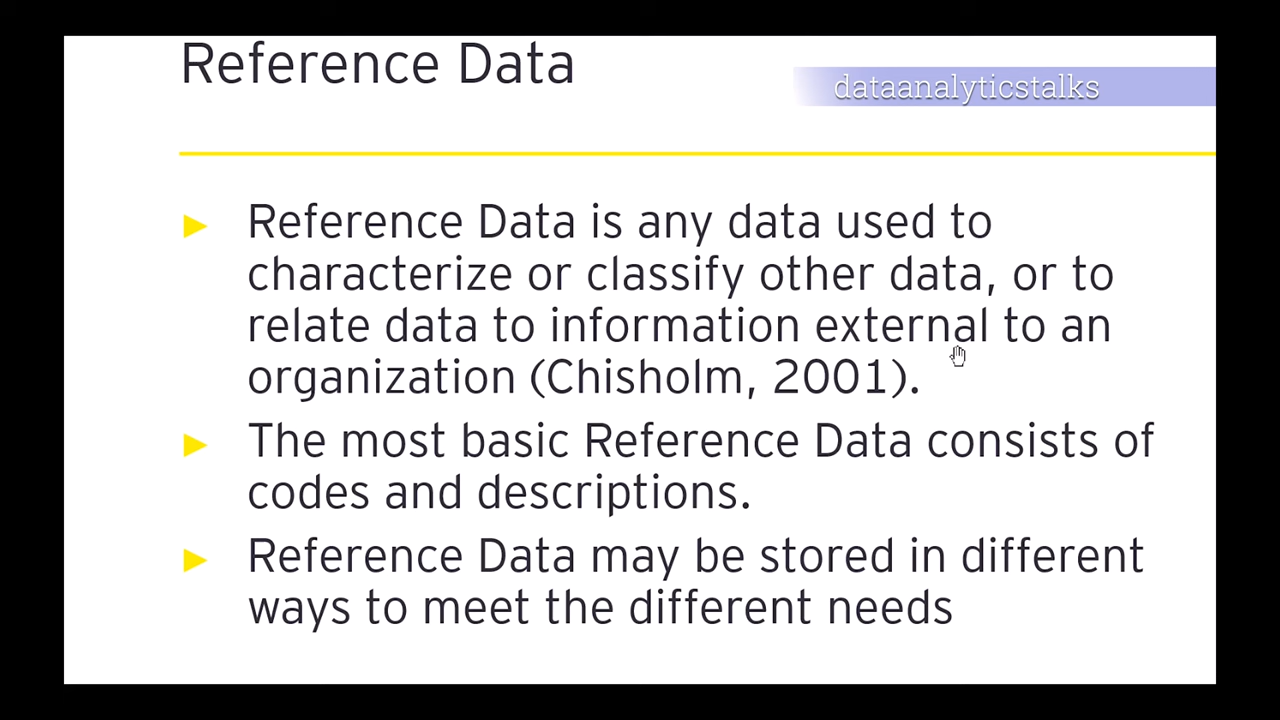 Reference Data
dataanalyticstalks
Reference Data is any data used to
characterize or classify other data, or to
relate data to information external to an
organization (Chisholm, 2001).
The most basic Reference Data consists of
codes and descriptions.
Reference Data may be stored in different
ways to meet the different needs